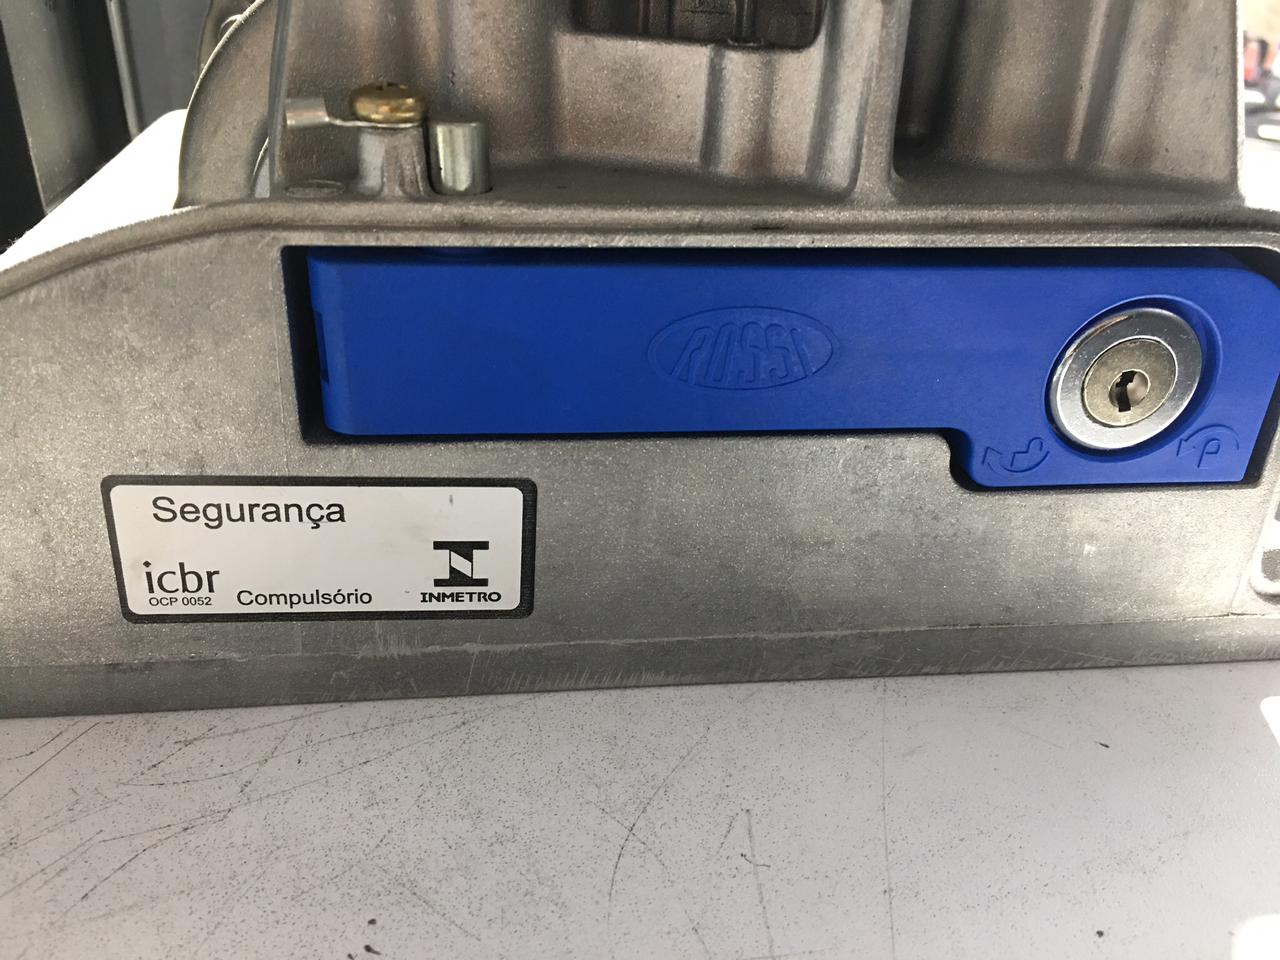 ROSSI
Segurança
icbr
OCP 0052
Compulsório
INMETRO